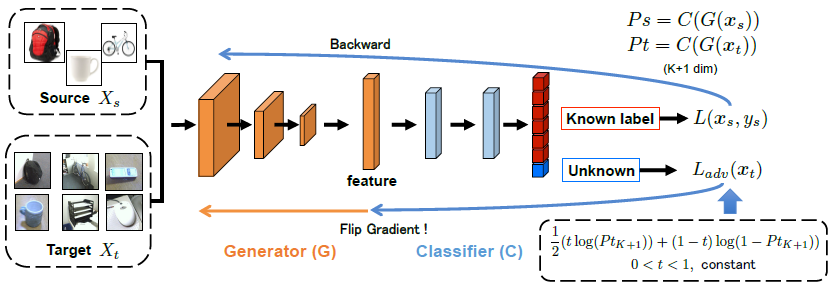 Ps = C(G(x_s))
Pt = C(G(x_t))
(K+1 dim)
Backward
Source X_s
Known label
L(x_s, y_s)
Unknown
L_adv(x_t)
feature
Flip Gradient !
Target X_t
Generator (G)
Classifier (C)
1/2(t log(Pt_{K+1})) + (1 − t) log(1 − Pt_{K+1}))
0 < t < 1, constant